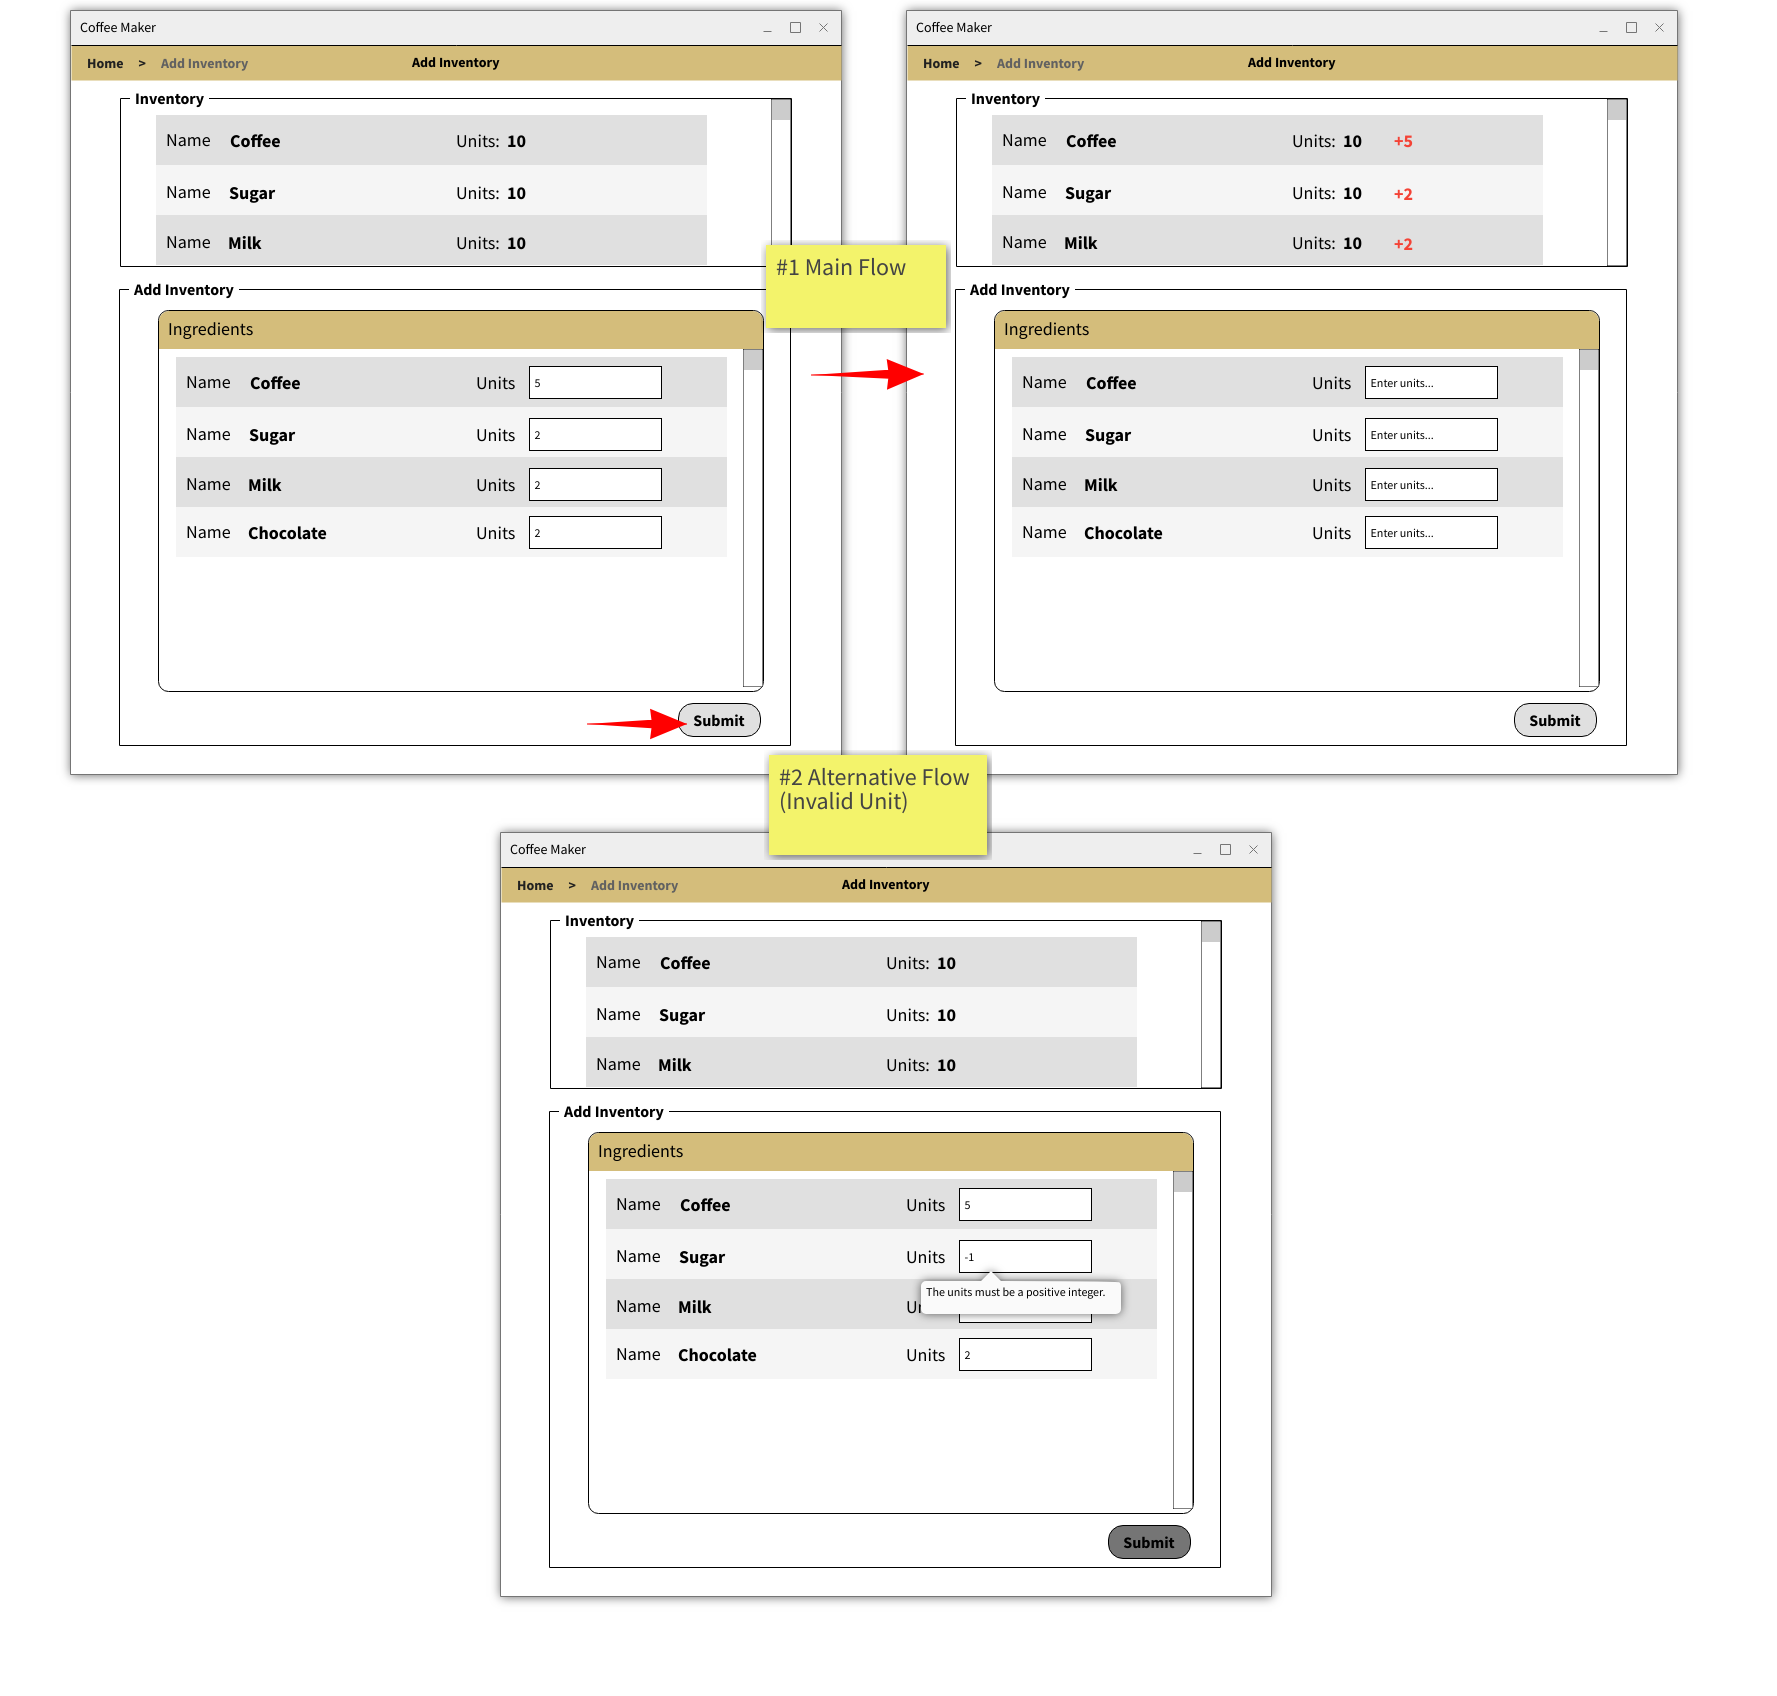 Coffee Maker
Home > Add Inventory Add Inventory
Inventory
Name Coffee Units: 10
Name Sugar Units: 10
Name Milk Units: 10
Add Inventory
Ingredients
Name Coffee Units 5
Name Sugar Units 2
Name Milk Units 2
Name Chocolate Units 2
Submit
#1 Main Flow
Coffee Maker
Home > Add Inventory Add Inventory
Inventory
Name Coffee Units: 10 +5
Name Sugar Units: 10 +2
Name Milk Units: 10 +2
Add Inventory
Ingredients
Name Coffee Units Enter units...
Name Sugar Units Enter units...
Name Milk Units Enter units...
Name Chocolate Units Enter units...
Submit
#2 Alternative Flow
(Invalid Unit)
Coffee Maker
Home > Add Inventory Add Inventory
Inventory
Name Coffee Units: 10
Name Sugar Units: 10
Name Milk Units: 10
Add Inventory
Ingredients
Name Coffee Units 5
Name Sugar Units -1
The units must be a positive integer.
Name Milk
Name Chocolate Units 2
Submit